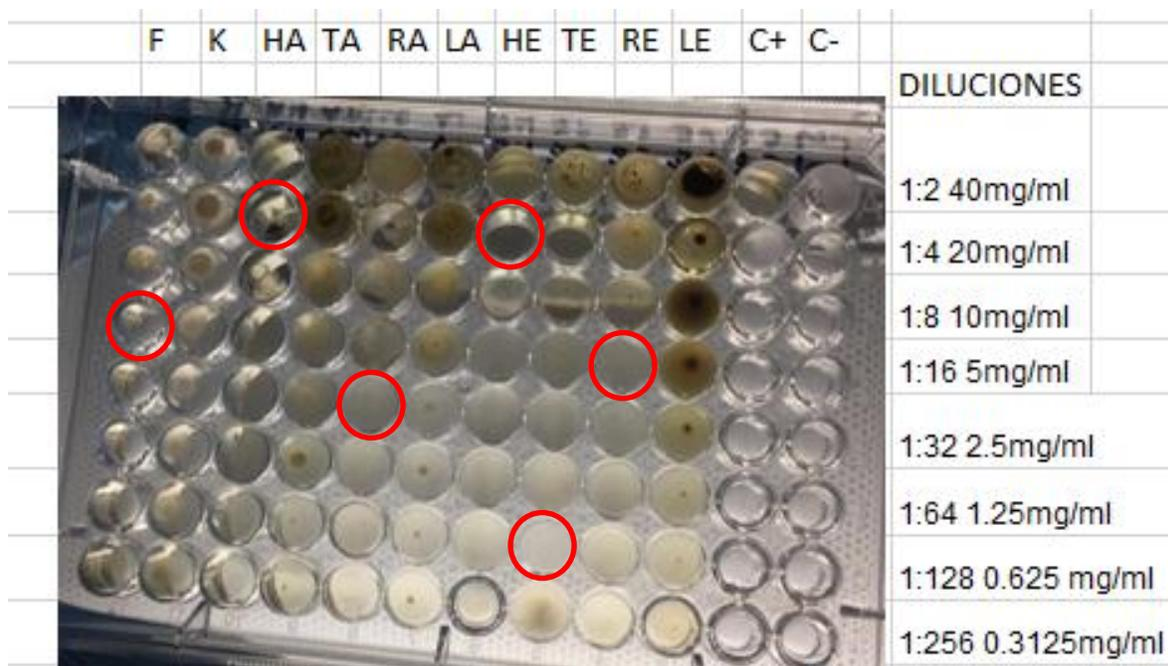 F K HA TA RA LA HE TE RE LE C+ C-
DILUCIONES
1:2 40mg/ml
1:4 20mg/ml
1:8 10mg/ml
1:16 5mg/ml
1:32 2.5mg/ml
1:64 1.25mg/ml
1:128 0.625 mg/ml
1:256 0.3125mg/ml